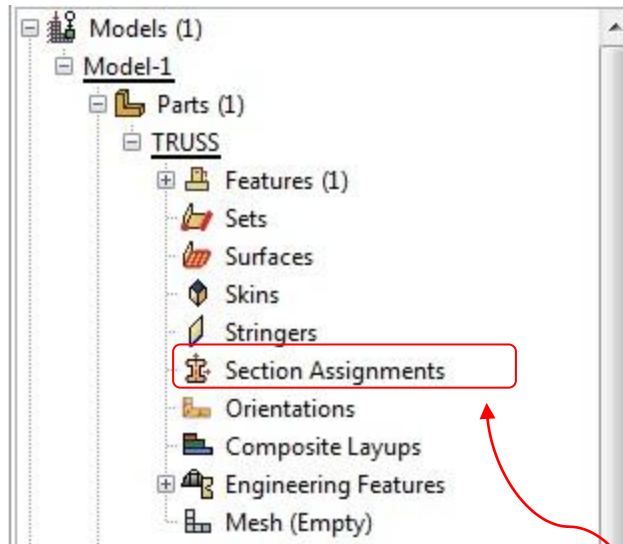 Models (1)
Model-1
Parts (1)
TRUSS
Features (1)
Sets
Surfaces
Skins
Stringers
Section Assignments
Orientations
Composite Layups
Engineering Features
Mesh (Empty)